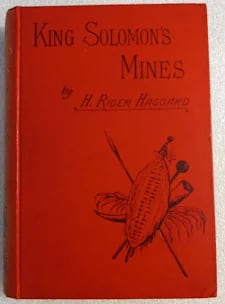 KING SOLOMON'S
MINES
by H. RIDER HAGGARD